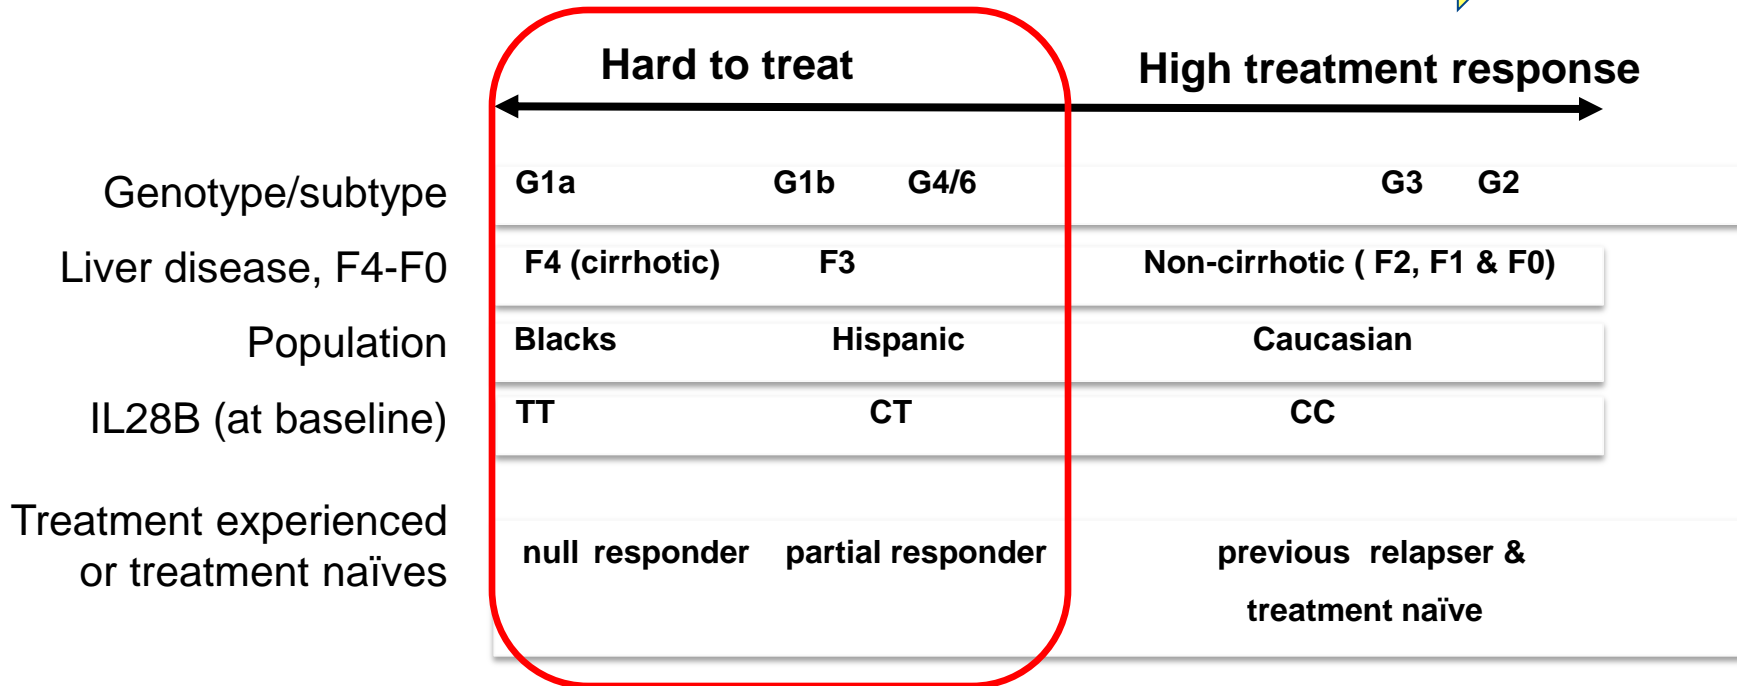 Hard to treat High treatment response
Genotype/subtype G1a G1b G4/6 G3 G2
Liver disease, F4-F0 F4 (cirrhotic) F3 Non-cirrhotic ( F2, F1 & F0)
Population Blacks Hispanic Caucasian
IL28B (at baseline) TT CT CC
Treatment experienced
or treatment naïves
null responder partial responder previous relapser &
treatment naïve